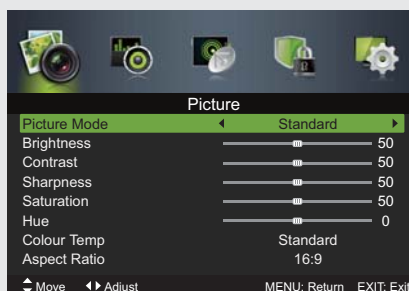 Picture
Picture Mode Standard
Brightness 50
Contrast 50
Sharpness 50
Saturation 50
Hue 0
Colour Temp Standard
Aspect Ratio 16:9
Move Adjust MENU: Return EXIT: Exit